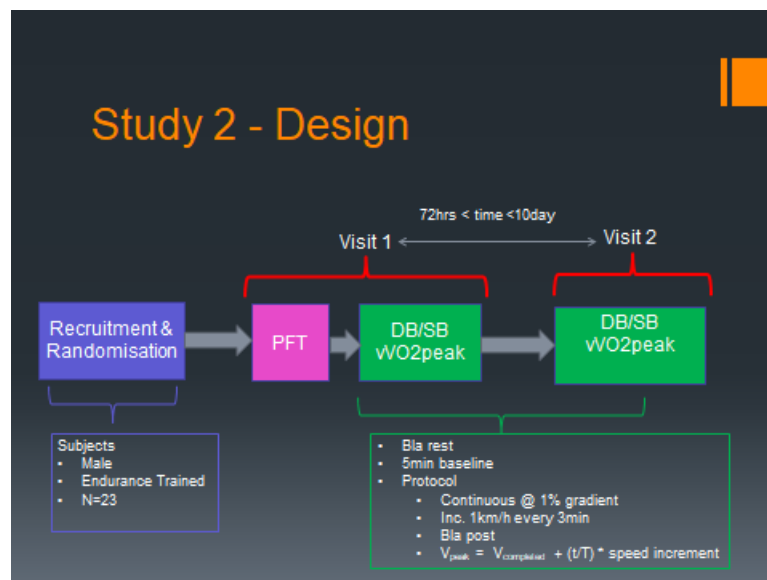 Study 2 - Design
72hrs < time <10day
Visit 1
Visit 2
Recruitment &
Randomisation
PFT
DB/SB
vVO2peak
DB/SB
vVO2peak
Subjects
▪ Male
▪ Endurance Trained
▪ N=23
▪ Bla rest
▪ 5min baseline
▪ Protocol
▪ Continuous @ 1% gradient
▪ Inc. 1km/h every 3min
▪ Bla post
▪ Vpeak = Vcompleted + (t/T) * speed increment